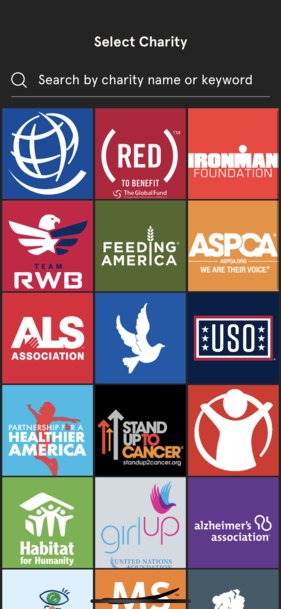 Select Charity
Search by charity name or keyword
(RED)™
TO BENEFIT
The Global Fund
IRONMAN
FOUNDATION
TEAM
RWB
FEEDING
AMERICA
ASPCA
ASPCA.ORG
WE ARE THEIR VOICE.®
ALS
ASSOCIATION
USO
PARTNERSHIP FOR A
HEALTHIER
AMERICA
STAND
UP TO
CANCER
standup2cancer.org
Habitat
for Humanity
girl UP
UNITED NATIONS
FOUNDATION
alzheimer's
association
MS